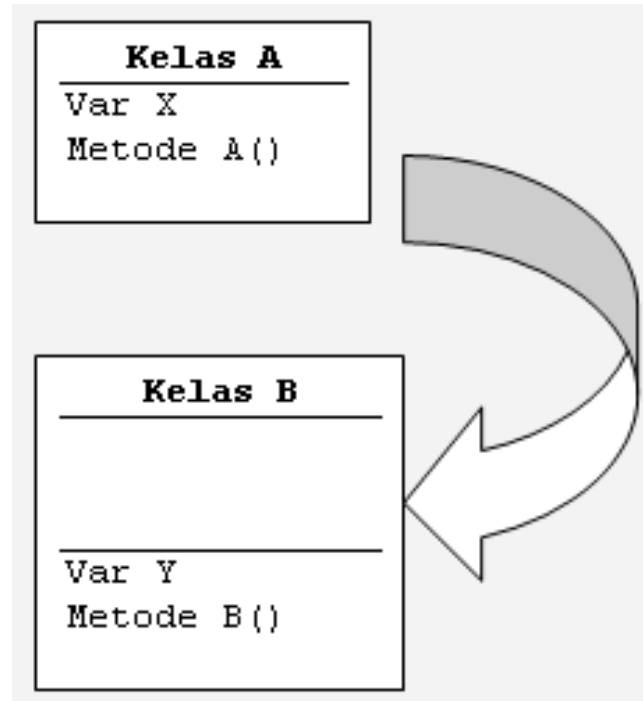 Kelas A
Var X
Metode A()
Kelas B
Var Y
Metode B()